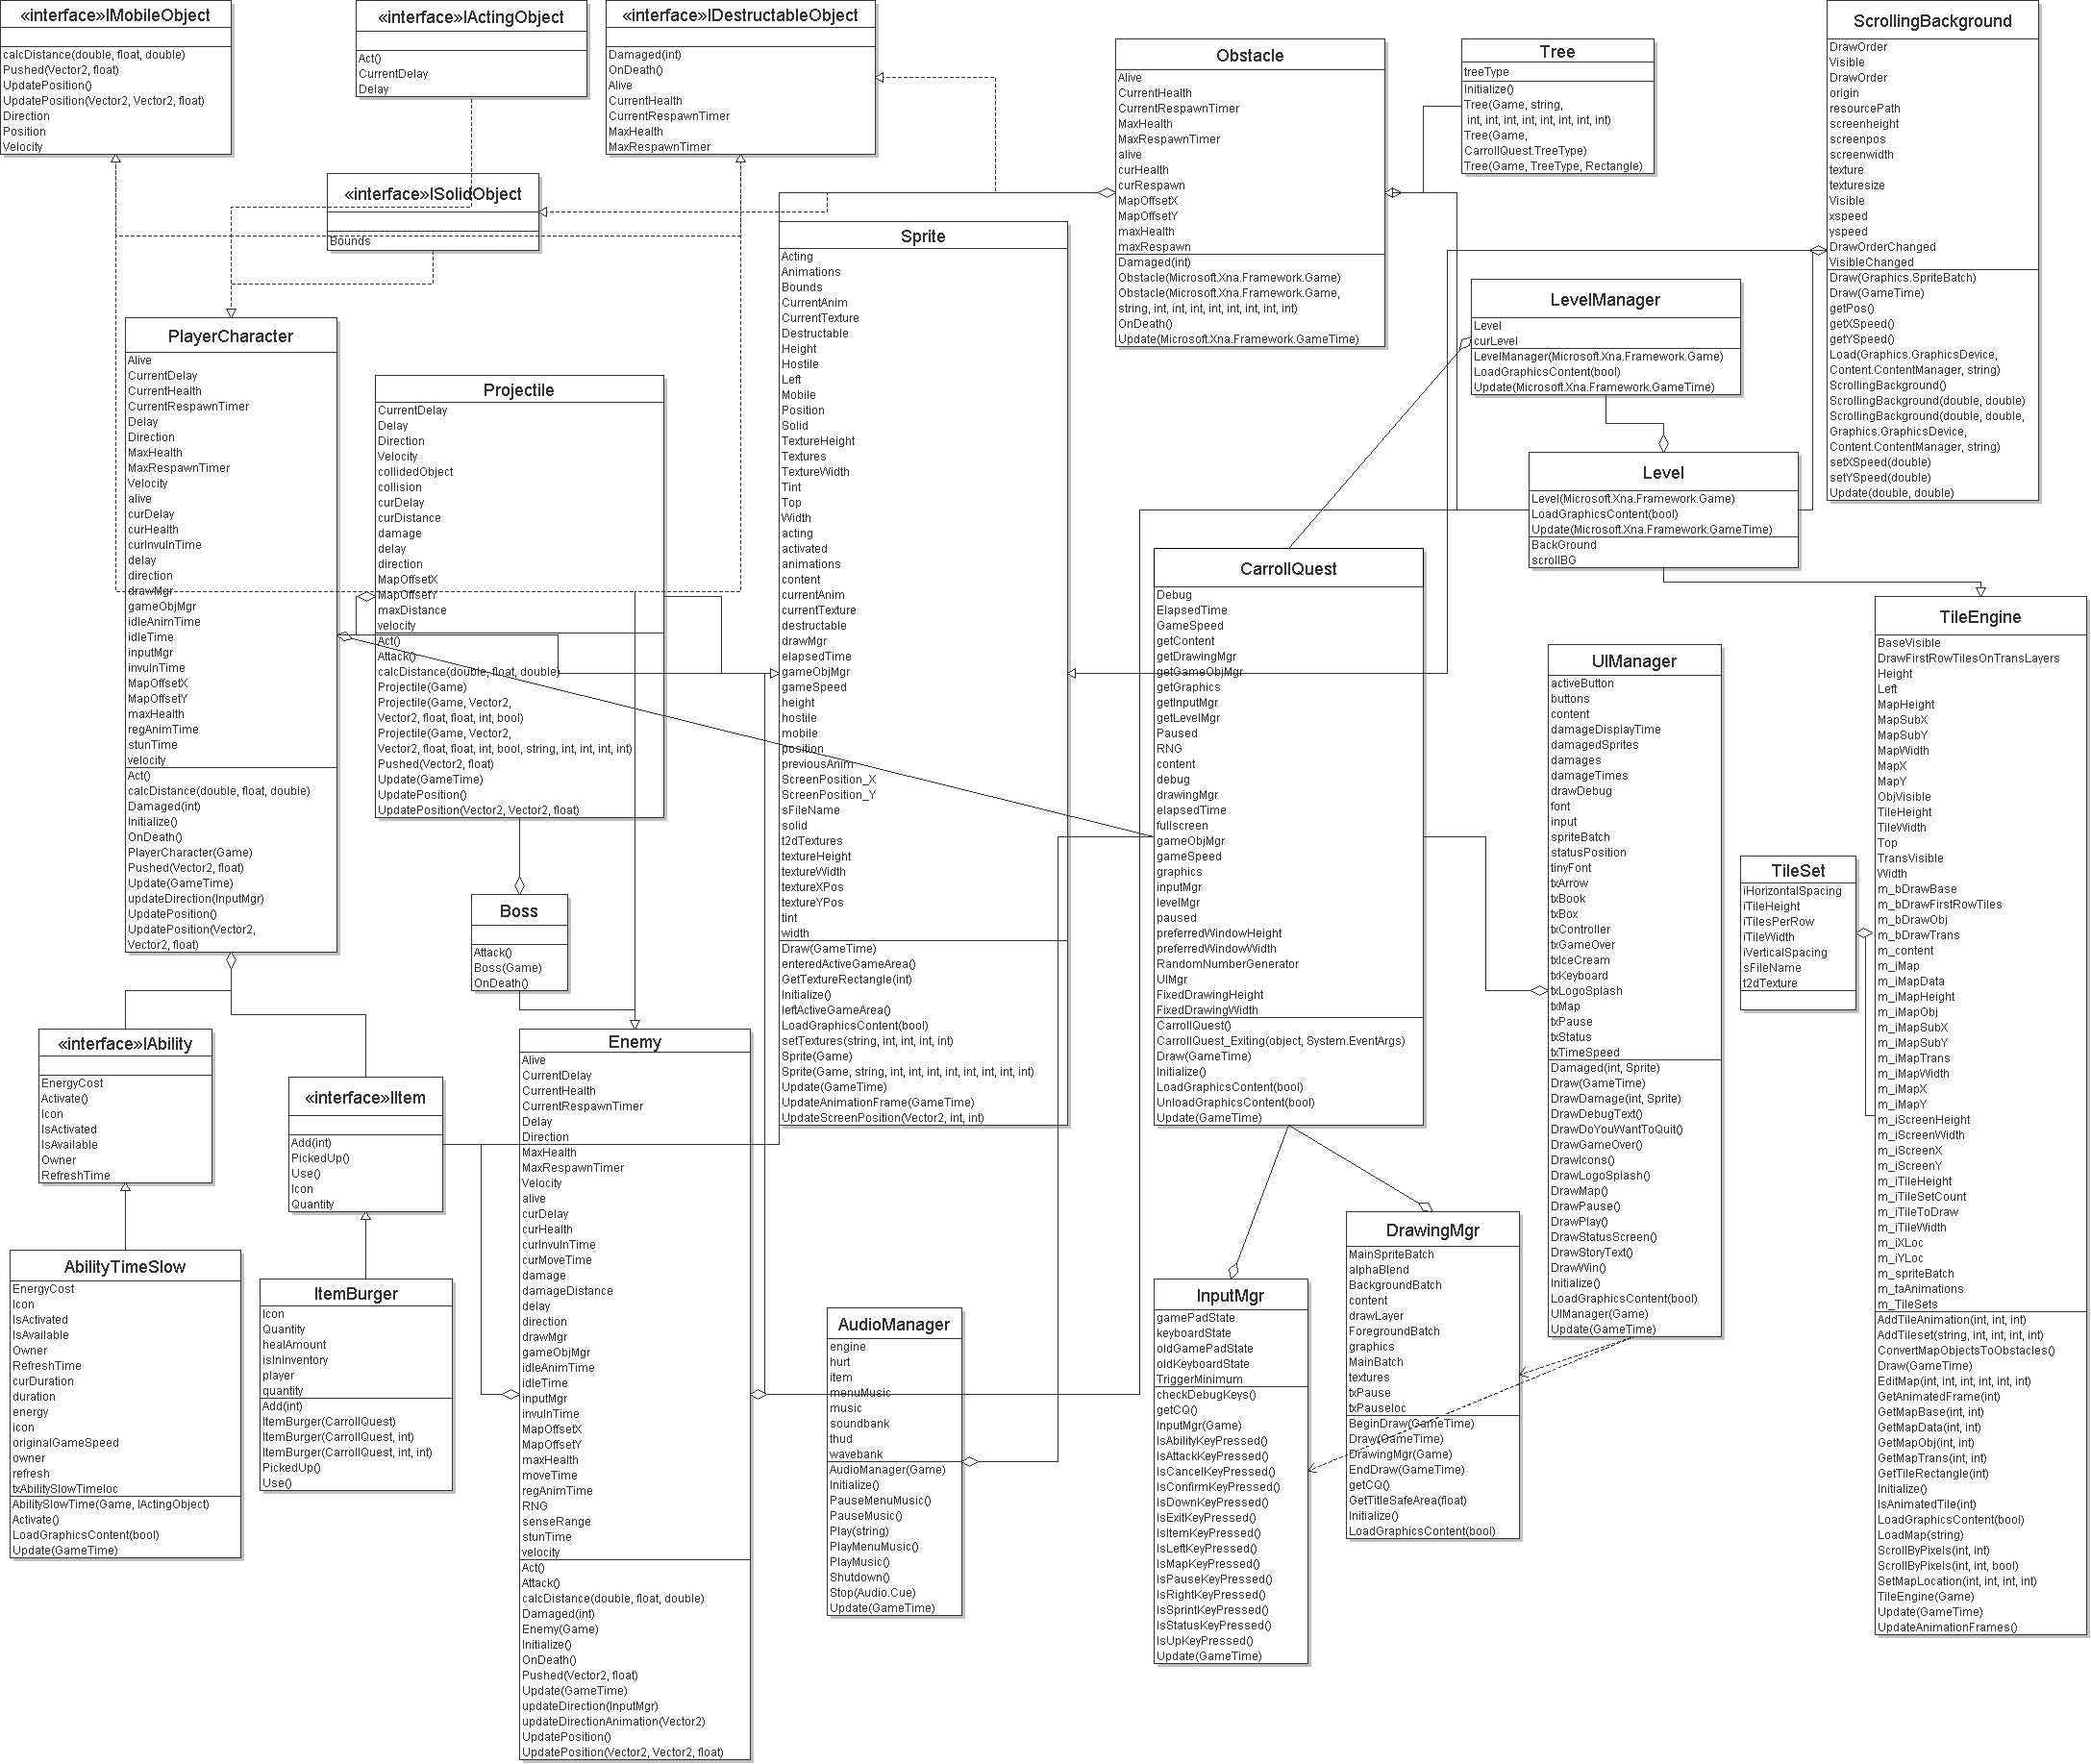 «interface»IMobileObject
calcDistance(double, float, double)
Pushed(Vector2, float)
UpdatePosition()
UpdatePosition(Vector2, Vector2, float)
Direction
Position
Velocity
«interface»IActingObject
Act()
CurrentDelay
Delay
«interface»IDestructableObject
Damaged(int)
OnDeath()
Alive
CurrentHealth
CurrentRespawnTimer
MaxHealth
MaxRespawnTimer
«interface»ISolidObject
Bounds
Obstacle
Alive
CurrentHealth
CurrentRespawnTimer
MaxHealth
MaxRespawnTimer
alive
curHealth
curRespawn
MapOffsetX
MapOffsetY
maxHealth
maxRespawn
Damaged(int)
Obstacle(Microsoft.Xna.Framework.Game)
Obstacle(Microsoft.Xna.Framework.Game,
string, int, int, int, int, int, int, int, int)
OnDeath()
Update(Microsoft.Xna.Framework.GameTime)
Tree
treeType
Initialize()
Tree(Game, string,
int, int, int, int, int, int, int, int)
Tree(Game,
CarrollQuest.TreeType)
Tree(Game, TreeType, Rectangle)
ScrollingBackground
DrawOrder
Visible
DrawOrder
origin
resourcePath
screenheight
screenpos
screenwidth
texture
texturesize
Visible
xspeed
yspeed
DrawOrderChanged
VisibleChanged
Draw(Graphics.SpriteBatch)
Draw(GameTime)
getPos()
getXSpeed()
getYSpeed()
Load(Graphics.GraphicsDevice,
Content.ContentManager, string)
ScrollingBackground()
ScrollingBackground(double, double)
ScrollingBackground(double, double,
Graphics.GraphicsDevice,
Content.ContentManager, string)
setXSpeed(double)
setYSpeed(double)
Update(double, double)
LevelManager
Level
curLevel
LevelManager(Microsoft.Xna.Framework.Game)
LoadGraphicsContent(bool)
Update(Microsoft.Xna.Framework.GameTime)
Level
Level(Microsoft.Xna.Framework.Game)
LoadGraphicsContent(bool)
Update(Microsoft.Xna.Framework.GameTime)
BackGround
scrollBG
PlayerCharacter
Alive
CurrentDelay
CurrentHealth
CurrentRespawnTimer
Delay
Direction
MaxHealth
MaxRespawnTimer
Velocity
alive
curDelay
curHealth
curInvulnTime
delay
direction
drawMgr
gameObjMgr
idleAnimTime
idleTime
inputMgr
invulnTime
MapOffsetX
MapOffsetY
maxHealth
regAnimTime
stunTime
velocity
Act()
calcDistance(double, float, double)
Damaged(int)
Initialize()
OnDeath()
PlayerCharacter(Game)
Pushed(Vector2, float)
Update(GameTime)
updateDirection(InputMgr)
UpdatePosition()
UpdatePosition(Vector2,
Vector2, float)
Projectile
CurrentDelay
Delay
Direction
Velocity
collidedObject
collision
curDelay
curDistance
damage
delay
direction
MapOffsetX
MapOffsetY
maxDistance
velocity
Act()
Attack()
calcDistance(double, float, double)
Projectile(Game)
Projectile(Game, Vector2,
Vector2, float, float, int, bool)
Projectile(Game, Vector2,
Vector2, float, float, int, bool, string, int, int, int, int)
Pushed(Vector2, float)
Update(GameTime)
UpdatePosition()
UpdatePosition(Vector2, Vector2, float)
Sprite
Acting
Animations
Bounds
CurrentAnim
CurrentTexture
Destructable
Height
Hostile
Left
Mobile
Position
Solid
TextureHeight
Textures
TextureWidth
Tint
Top
Width
acting
activated
animations
content
currentAnim
currentTexture
destructable
drawMgr
elapsedTime
gameObjMgr
gameSpeed
height
hostile
mobile
position
previousAnim
ScreenPosition_X
ScreenPosition_Y
sFileName
solid
t2dTextures
textureHeight
textureWidth
textureXPos
textureYPos
tint
width
Draw(GameTime)
enteredActiveGameArea()
GetTextureRectangle(int)
Initialize()
leftActiveGameArea()
LoadGraphicsContent(bool)
setTextures(string, int, int, int, int)
Sprite(Game)
Sprite(Game, string, int, int, int, int, int, int, int, int)
Update(GameTime)
UpdateAnimationFrame(GameTime)
UpdateScreenPosition(Vector2, int, int)
CarrollQuest
Debug
ElapsedTime
GameSpeed
getContent
getDrawingMgr
getGameObjMgr
getGraphics
getInputMgr
getLevelMgr
Paused
RNG
content
debug
drawingMgr
elapsedTime
fullscreen
gameObjMgr
gameSpeed
graphics
inputMgr
levelMgr
paused
preferredWindowHeight
preferredWindowWidth
RandomNumberGenerator
UIMgr
FixedDrawingHeight
FixedDrawingWidth
CarrollQuest()
CarrollQuest_Exiting(object, System.EventArgs)
Draw(GameTime)
Initialize()
LoadGraphicsContent(bool)
UnloadGraphicsContent(bool)
Update(GameTime)
UIManager
activeButton
buttons
content
damageDisplayTime
damagedSprites
damages
damageTimes
drawDebug
font
input
spriteBatch
statusPosition
tinyFont
txArrow
txBook
txBox
txController
txGameOver
txIceCream
txKeyboard
txLogoSplash
txMap
txPause
txStatus
txTimeSpeed
Damaged(int, Sprite)
Draw(GameTime)
DrawDamage(int, Sprite)
DrawDebugText()
DrawDoYouWantToQuit()
DrawGameOver()
DrawIcons()
DrawLogoSplash()
DrawMap()
DrawPause()
DrawPlay()
DrawStatusScreen()
DrawStoryText()
DrawWin()
Initialize()
LoadGraphicsContent(bool)
UIManager(Game)
Update(GameTime)
TileSet
iHorizontalSpacing
iTileHeight
iTilesPerRow
iTileWidth
iVerticalSpacing
sFileName
t2dTexture
TileEngine
BaseVisible
DrawFirstRowTilesOnTransLayers
Height
Left
MapHeight
MapSubX
MapSubY
MapWidth
MapX
MapY
ObjVisible
TileHeight
TileWidth
Top
TransVisible
Width
m_bDrawBase
m_bDrawFirstRowTiles
m_bDrawObj
m_bDrawTrans
m_content
m_iMap
m_iMapData
m_iMapHeight
m_iMapObj
m_iMapSubX
m_iMapSubY
m_iMapTrans
m_iMapWidth
m_iMapX
m_iMapY
m_iScreenHeight
m_iScreenWidth
m_iScreenX
m_iScreenY
m_iTileHeight
m_iTileSetCount
m_iTileToDraw
m_iTileWidth
m_iXLoc
m_iYLoc
m_spriteBatch
m_taAnimations
m_TileSets
AddTileAnimation(int, int, int)
AddTileset(string, int, int, int, int)
ConvertMapObjectsToObstacles()
Draw(GameTime)
EditMap(int, int, int, int, int, int)
GetAnimatedFrame(int)
GetMapBase(int, int)
GetMapData(int, int)
GetMapObj(int, int)
GetMapTrans(int, int)
GetTileRectangle(int)
Initialize()
IsAnimatedTile(int)
LoadGraphicsContent(bool)
LoadMap(string)
ScrollByPixels(int, int)
ScrollByPixels(int, int, bool)
SetMapLocation(int, int, int, int)
TileEngine(Game)
Update(GameTime)
UpdateAnimationFrames()
Boss
Attack()
Boss(Game)
OnDeath()
«interface»IAbility
EnergyCost
Activate()
Icon
IsActivated
IsAvailable
Owner
RefreshTime
«interface»IItem
Add(int)
PickedUp()
Use()
Icon
Quantity
AbilityTimeSlow
EnergyCost
Icon
IsActivated
IsAvailable
Owner
RefreshTime
curDuration
duration
energy
icon
originalGameSpeed
owner
refresh
txAbilitySlowTimeloc
AbilitySlowTime(Game, IActingObject)
Activate()
LoadGraphicsContent(bool)
Update(GameTime)
ItemBurger
Icon
Quantity
healAmount
isInInventory
player
quantity
Add(int)
ItemBurger(CarrollQuest)
ItemBurger(CarrollQuest, int)
ItemBurger(CarrollQuest, int, int)
PickedUp()
Use()
Enemy
Alive
CurrentDelay
CurrentHealth
CurrentRespawnTimer
Delay
Direction
MaxHealth
MaxRespawnTimer
Velocity
alive
curDelay
curHealth
curInvulnTime
curMoveTime
damage
damageDistance
delay
direction
drawMgr
gameObjMgr
idleAnimTime
idleTime
inputMgr
invulnTime
MapOffsetX
MapOffsetY
maxHealth
moveTime
regAnimTime
RNG
senseRange
stunTime
velocity
Act()
Attack()
calcDistance(double, float, double)
Damaged(int)
Enemy(Game)
Initialize()
OnDeath()
Pushed(Vector2, float)
Update(GameTime)
updateDirection(InputMgr)
updateDirectionAnimation(Vector2)
UpdatePosition()
UpdatePosition(Vector2, Vector2, float)
AudioManager
engine
hurt
item
menuMusic
music
soundbank
thud
wavebank
AudioManager(Game)
Initialize()
PauseMenuMusic()
PauseMusic()
Play(string)
PlayMenuMusic()
PlayMusic()
Shutdown()
Stop(Audio.Cue)
Update(GameTime)
InputMgr
gamePadState
keyboardState
oldGamePadState
oldKeyboardState
TriggerMinimum
checkDebugKeys()
getCQ()
InputMgr(Game)
IsAbilityKeyPressed()
IsAttackKeyPressed()
IsCancelKeyPressed()
IsConfirmKeyPressed()
IsDownKeyPressed()
IsExitKeyPressed()
IsItemKeyPressed()
IsLeftKeyPressed()
IsMapKeyPressed()
IsPauseKeyPressed()
IsRightKeyPressed()
IsSprintKeyPressed()
IsStatusKeyPressed()
IsUpKeyPressed()
Update(GameTime)
DrawingMgr
MainSpriteBatch
alphaBlend
BackgroundBatch
content
drawLayer
ForegroundBatch
graphics
MainBatch
textures
txPause
txPauseloc
BeginDraw(GameTime)
Draw(GameTime)
DrawingMgr(Game)
EndDraw(GameTime)
getCQ()
GetTitleSafeArea(float)
Initialize()
LoadGraphicsContent(bool)